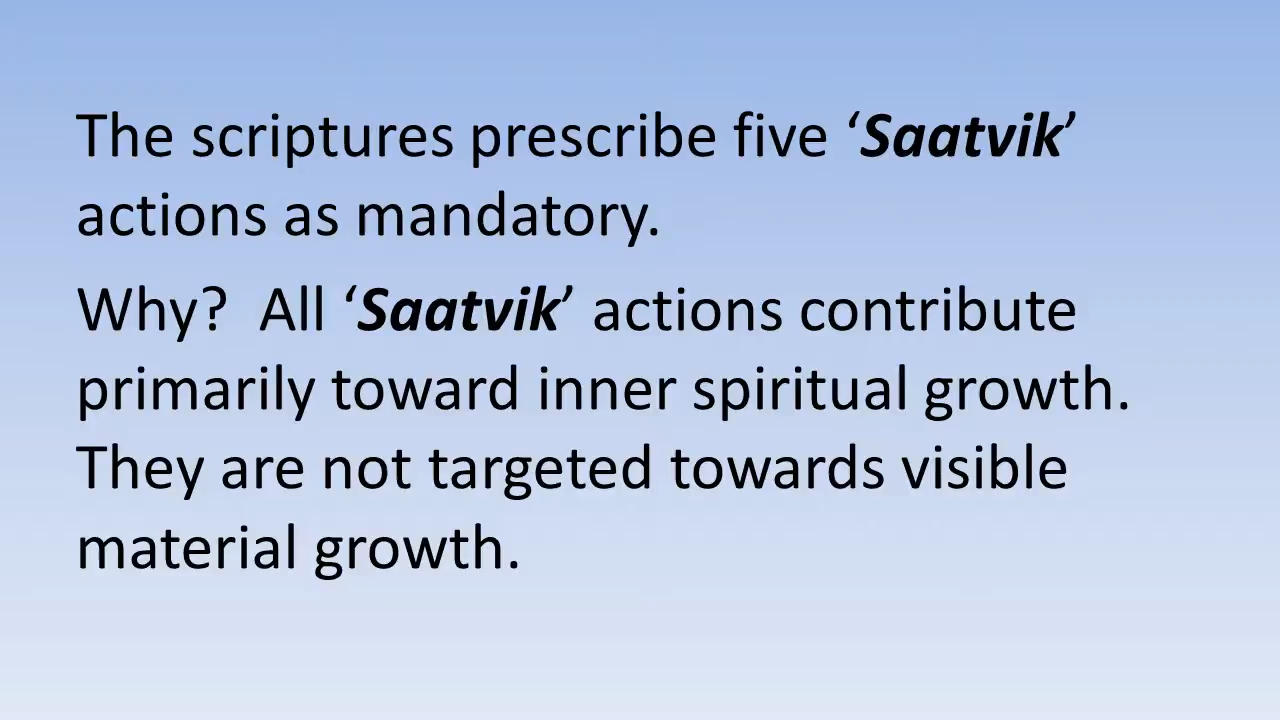 The scriptures prescribe five ‘Saatvik’
actions as mandatory.
Why?  All ‘Saatvik’ actions contribute
primarily toward inner spiritual growth.
They are not targeted towards visible
material growth.